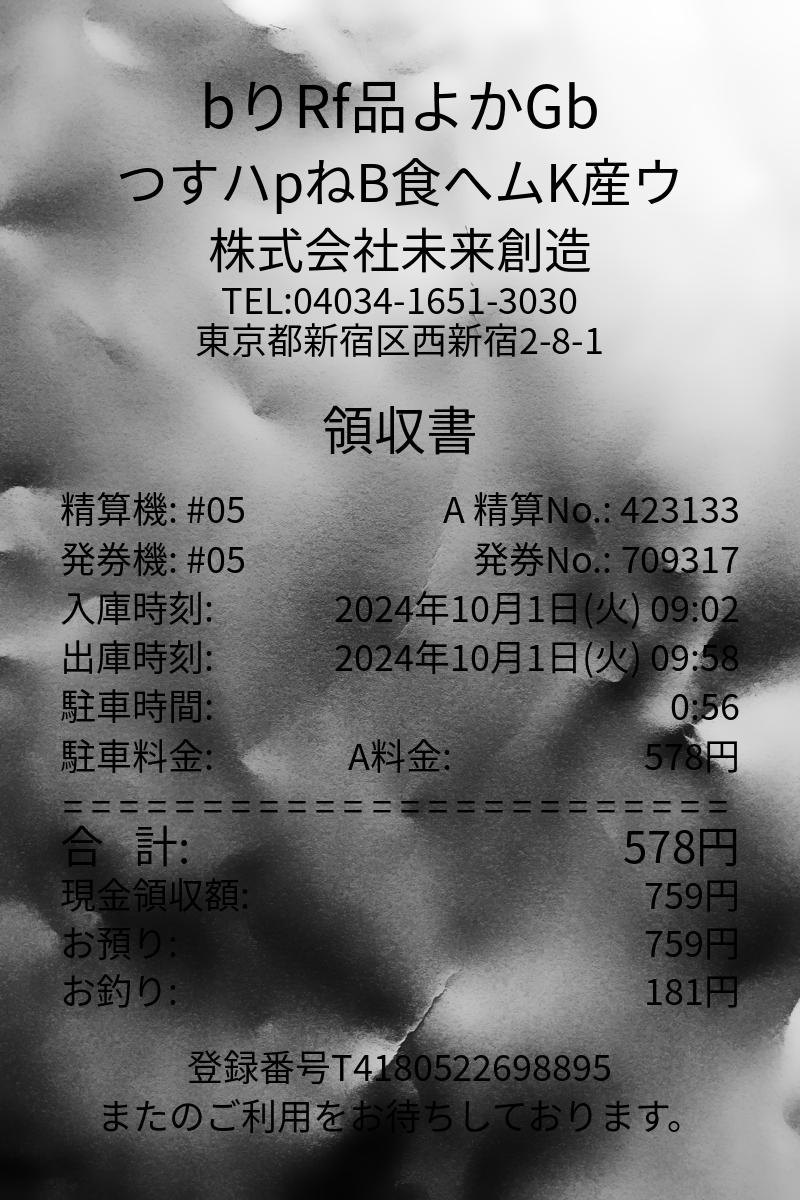 bりRf品よかGb
つすハpねB食へムK産ウ
株式会社未来創造
TEL:04034-1651-3030
東京都新宿区西新宿2-8-1
領収書
精算機: #05 A 精算No.: 423133
発券機: #05 発券No.: 709317
入庫時刻: 2024年10月1日(火) 09:02
出庫時刻: 2024年10月1日(火) 09:58
駐車時間: 0:56
駐車料金: A料金: 578円
========================
合 計: 578円
現金領収額: 759円
お預り: 759円
お釣り: 181円
登録番号T4180522698895
またのご利用をお待ちしております。